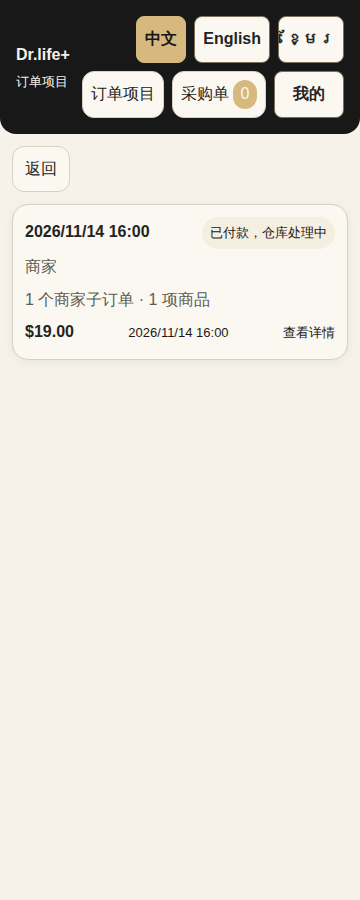 Dr.life+
订单项目
中文
English
订单项目
采购单 0
我的
返回
2026/11/14 16:00
已付款，仓库处理中
商家
1 个商家子订单 · 1 项商品
$19.00
2026/11/14 16:00
查看详情